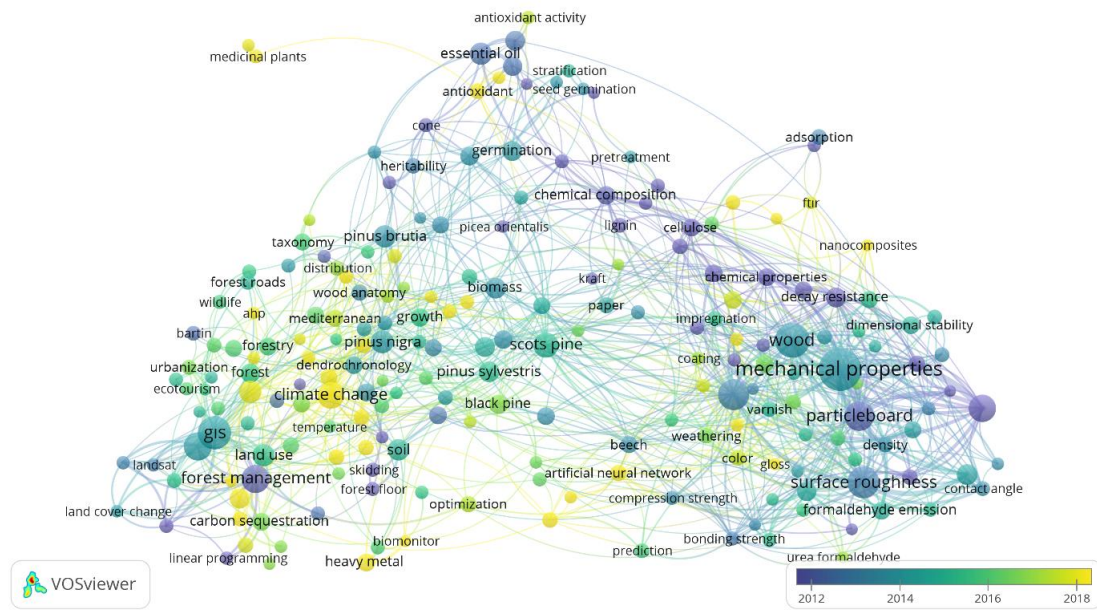 antioxidant activity
essential oil
medicinal plants
stratification
antioxidant
seed germination
cone
adsorption
germination
pretreatment
heritability
chemical composition
ftır
picea orientalis
lignin
cellulose
pinus brutia
taxonomy
nanocomposites
distribution
forest roads
kraft
chemical properties
wood anatomy
biomass
decay resistance
wildlife
ahp
mediterranean
growth
paper
impregnation
dimensional stability
bartin
forestry
pinus nigra
scots pine
wood
urbanization
forest
dendrochronology
pinus sylvestris
coating
mechanical properties
ecotourism
climate change
black pine
varnish
particleboard
gıs
temperature
weathering
land use
soil
beech
density
landsat
skidding
color
gloss
forest management
artificial neural network
surface roughness
contact angle
forest floor
compression strength
land cover change
optimization
formaldehyde emission
carbon sequestration
biomonitor
bonding strength
linear programming
heavy metal
prediction
urea formaldehyde
VOSviewer
2012 2014 2016 2018